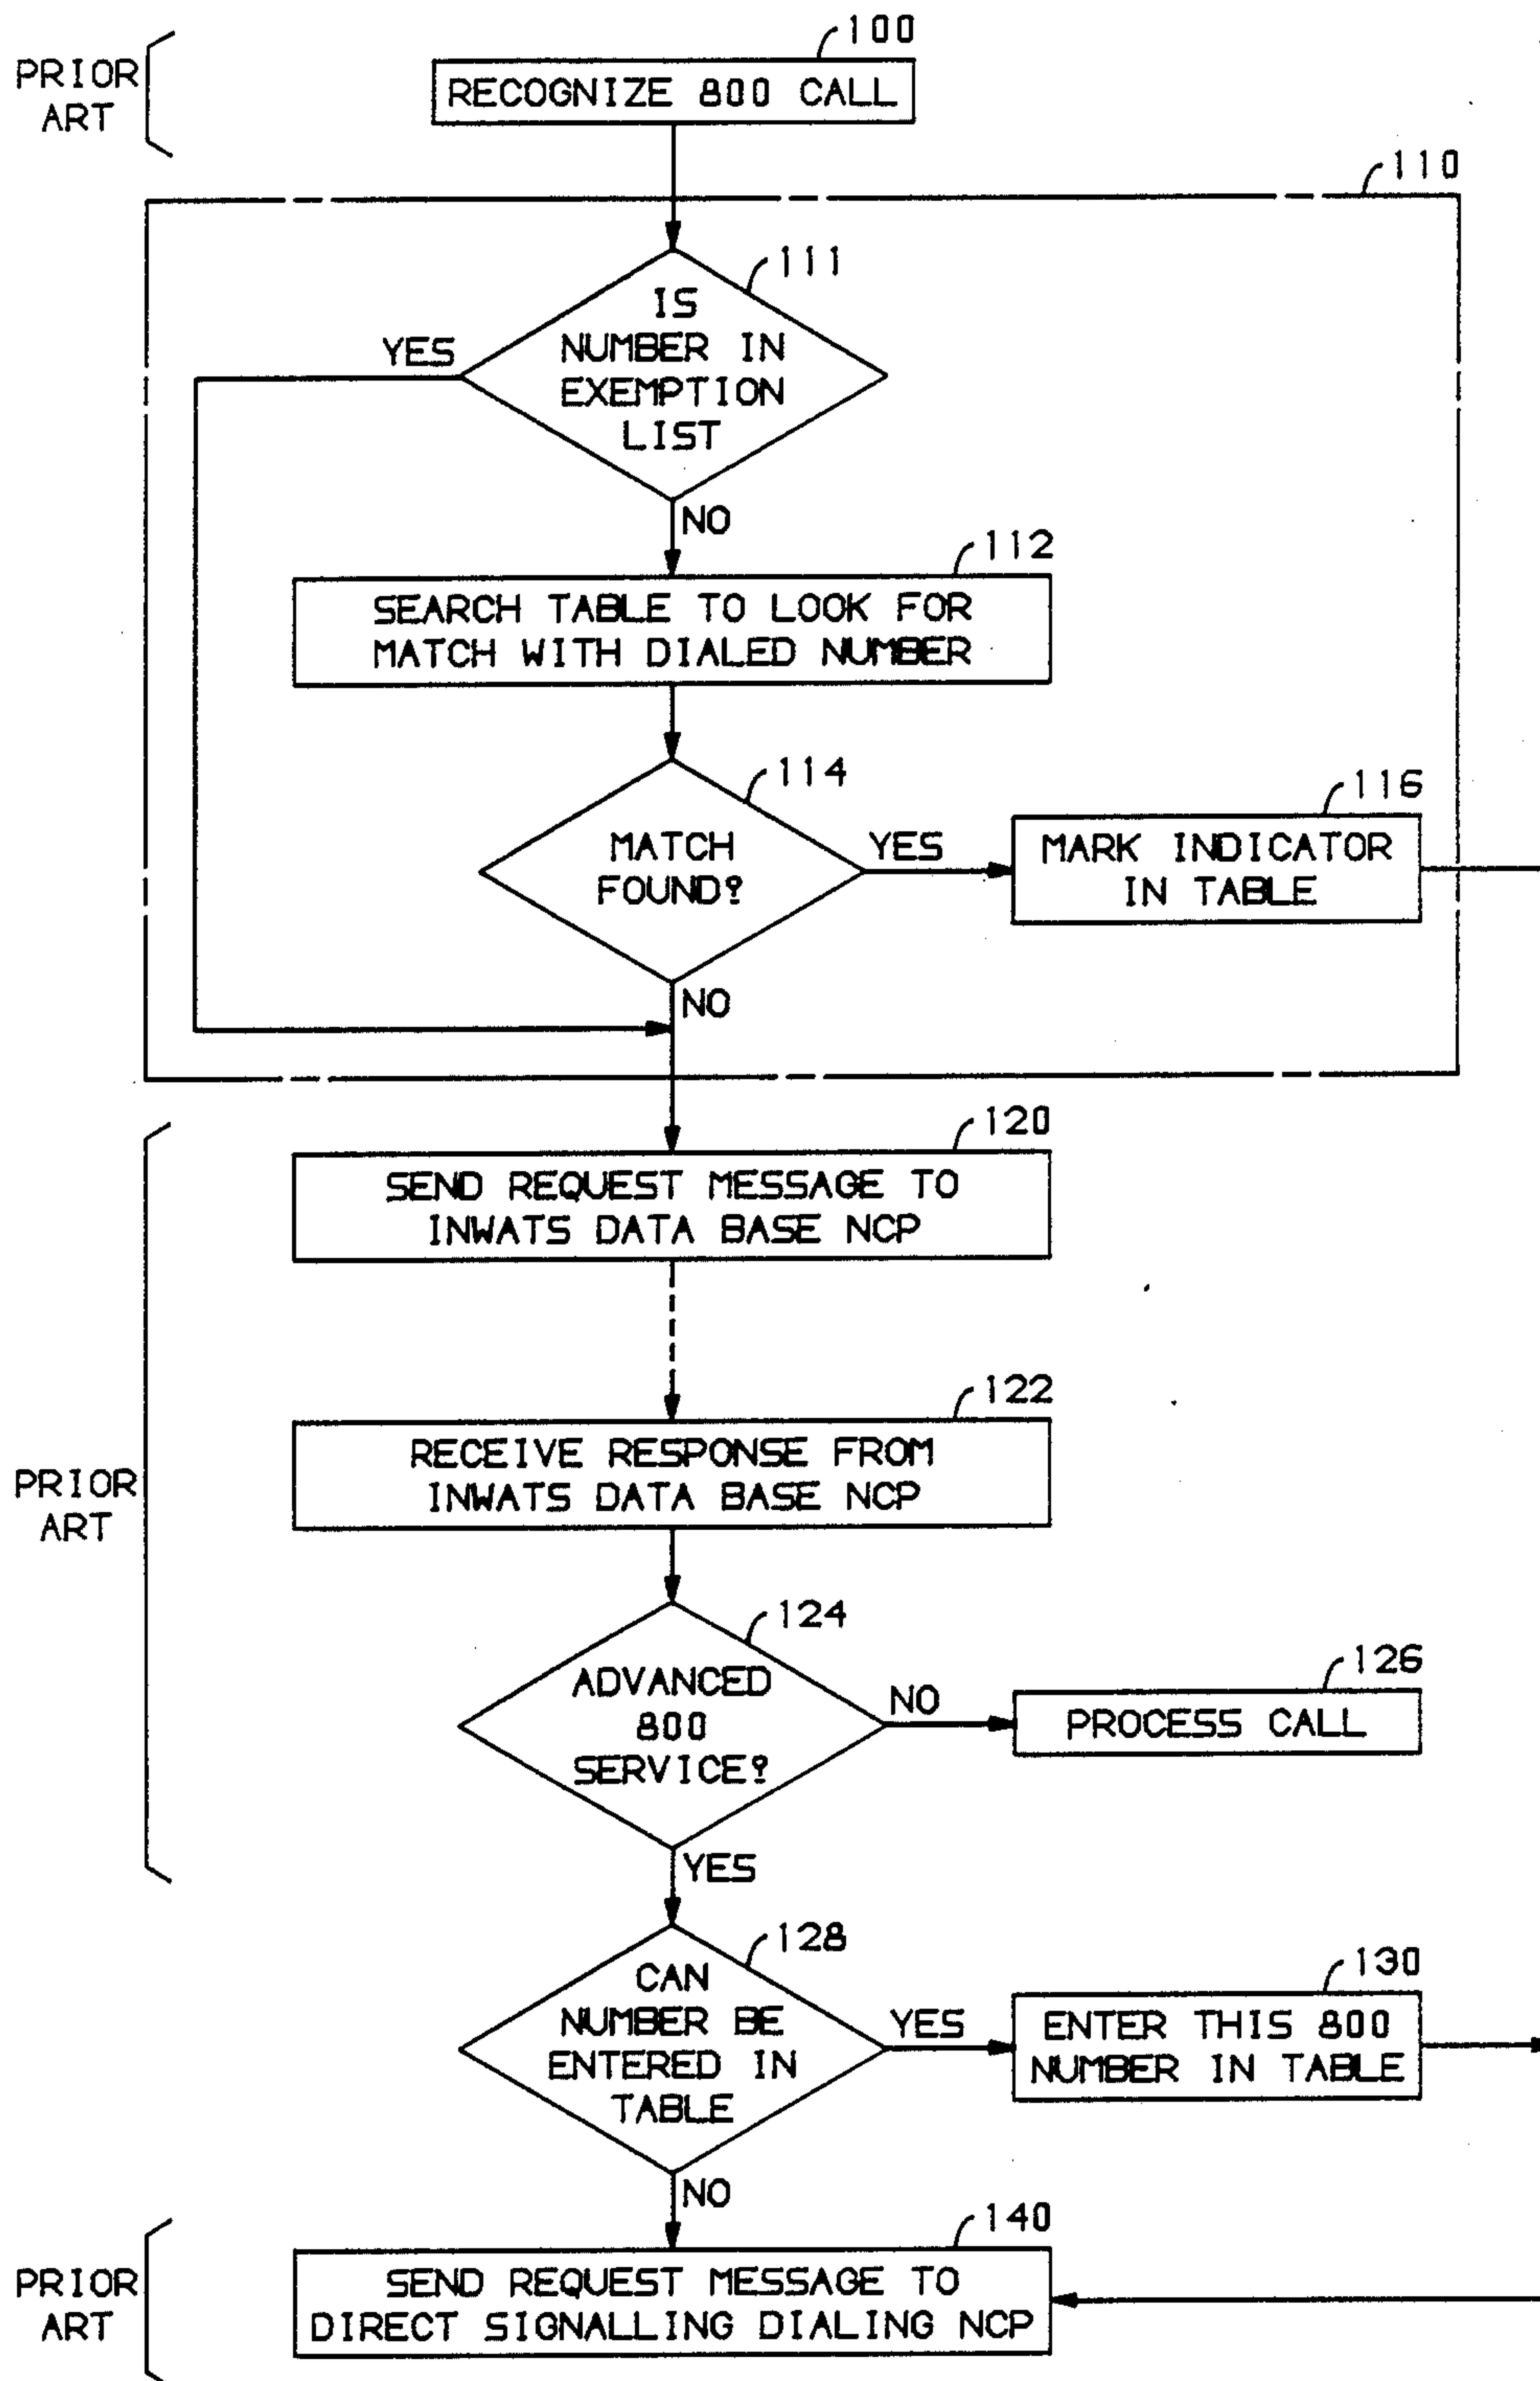 100
PRIOR
ART
RECOGNIZE 800 CALL
110
111
IS
NUMBER IN
EXEMPTION
LIST
YES
NO
112
SEARCH TABLE TO LOOK FOR
MATCH WITH DIALED NUMBER
114
MATCH
FOUND?
YES
116
MARK INDICATOR
IN TABLE
NO
120
SEND REQUEST MESSAGE TO
INWATS DATA BASE NCP
122
RECEIVE RESPONSE FROM
INWATS DATA BASE NCP
PRIOR
ART
124
ADVANCED
800
SERVICE?
NO
126
PROCESS CALL
YES
128
CAN
NUMBER BE
ENTERED IN
TABLE
YES
130
ENTER THIS 800
NUMBER IN TABLE
NO
140
PRIOR
ART
SEND REQUEST MESSAGE TO
DIRECT SIGNALLING DIALING NCP